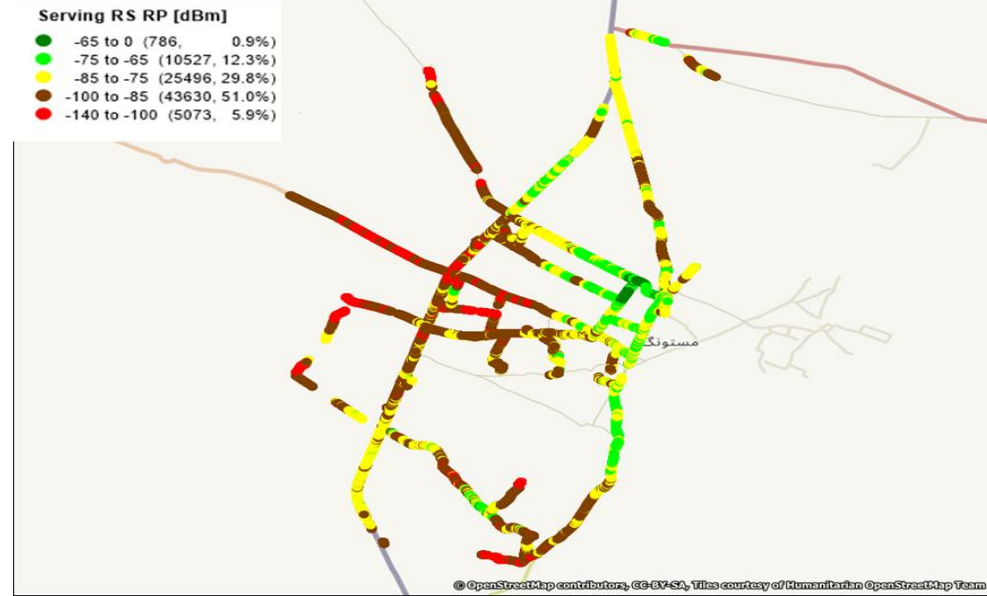 Serving RS RP [dBm]
-65 to 0 (786, 0.9%)
-75 to -65 (10527, 12.3%)
-85 to -75 (25496, 29.8%)
-100 to -85 (43630, 51.0%)
-140 to -100 (5073, 5.9%)
مستونگ
© OpenStreetMap contributors, CC-BY-SA, Tiles courtesy of Humanitarian OpenStreetMap Team